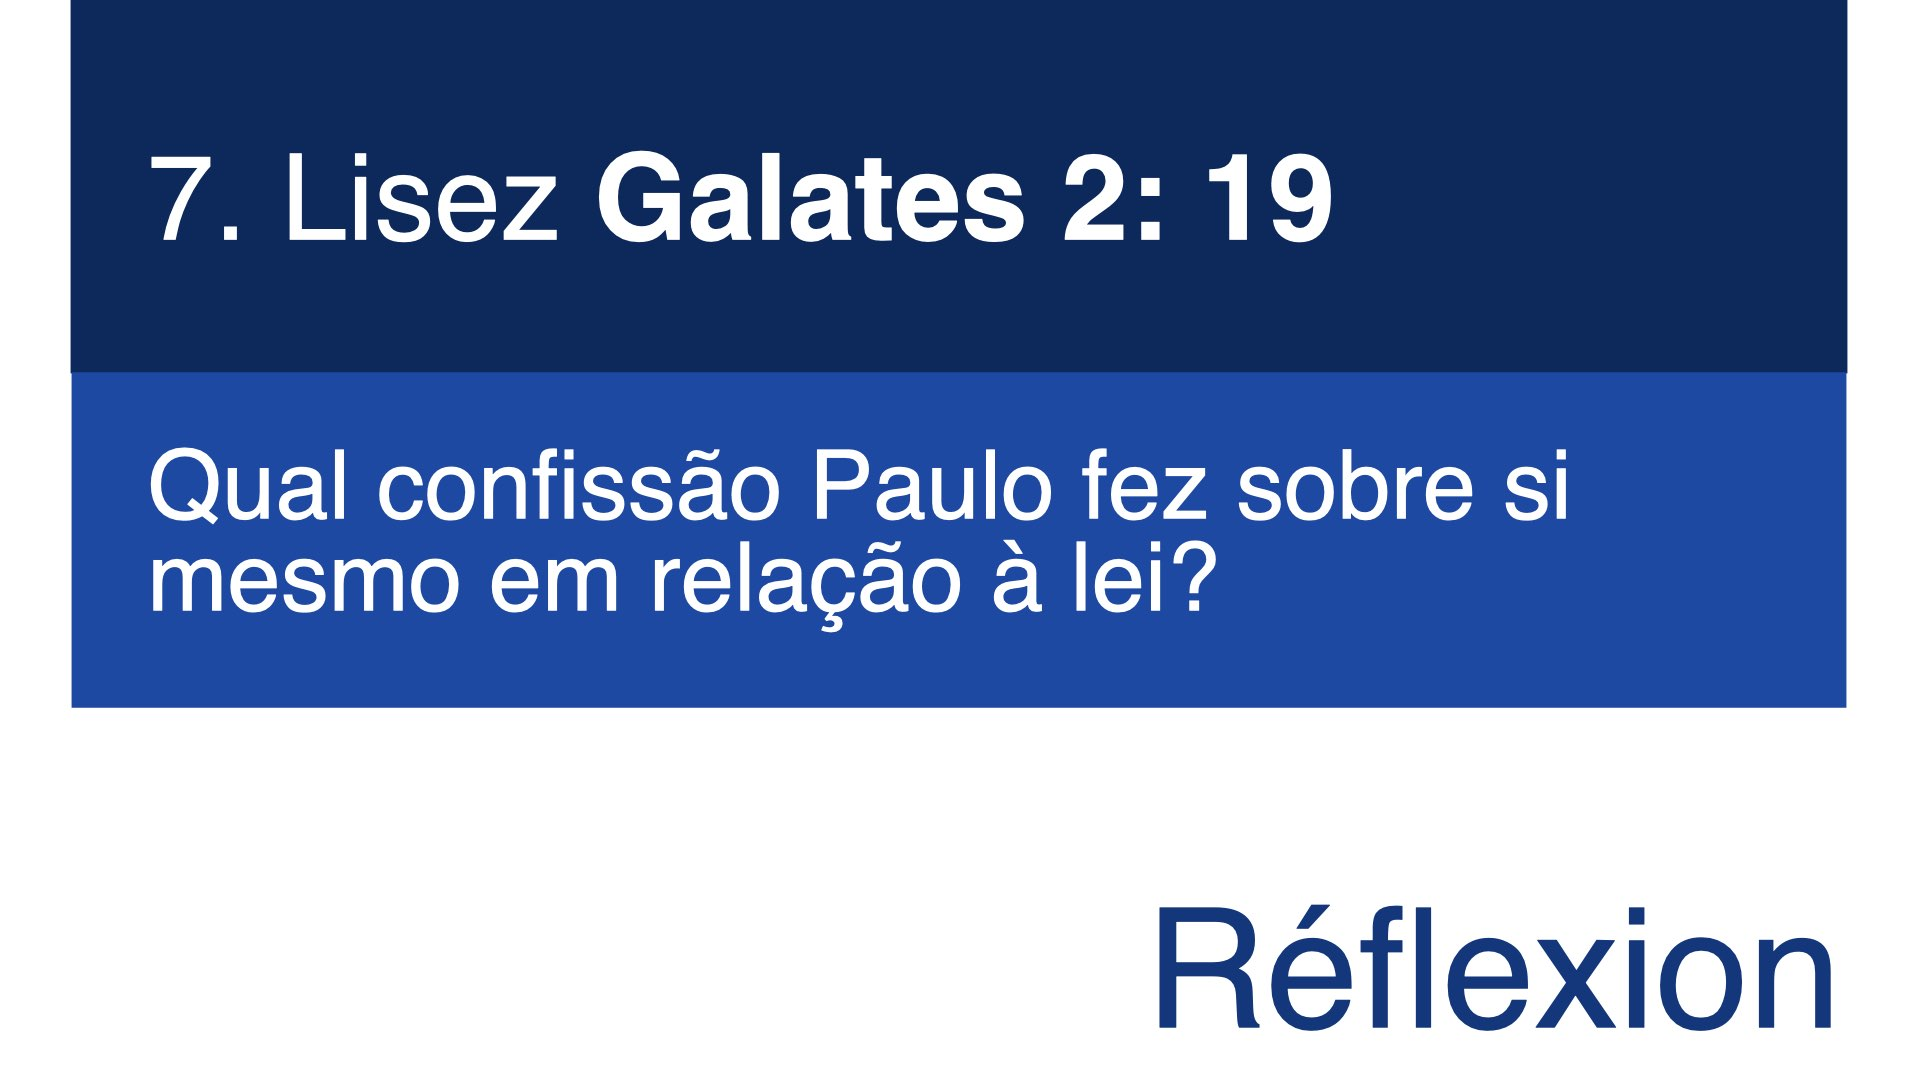 7. Lisez Galates 2: 19
Qual confissão Paulo fez sobre si
mesmo em relação à lei?
Réflexion